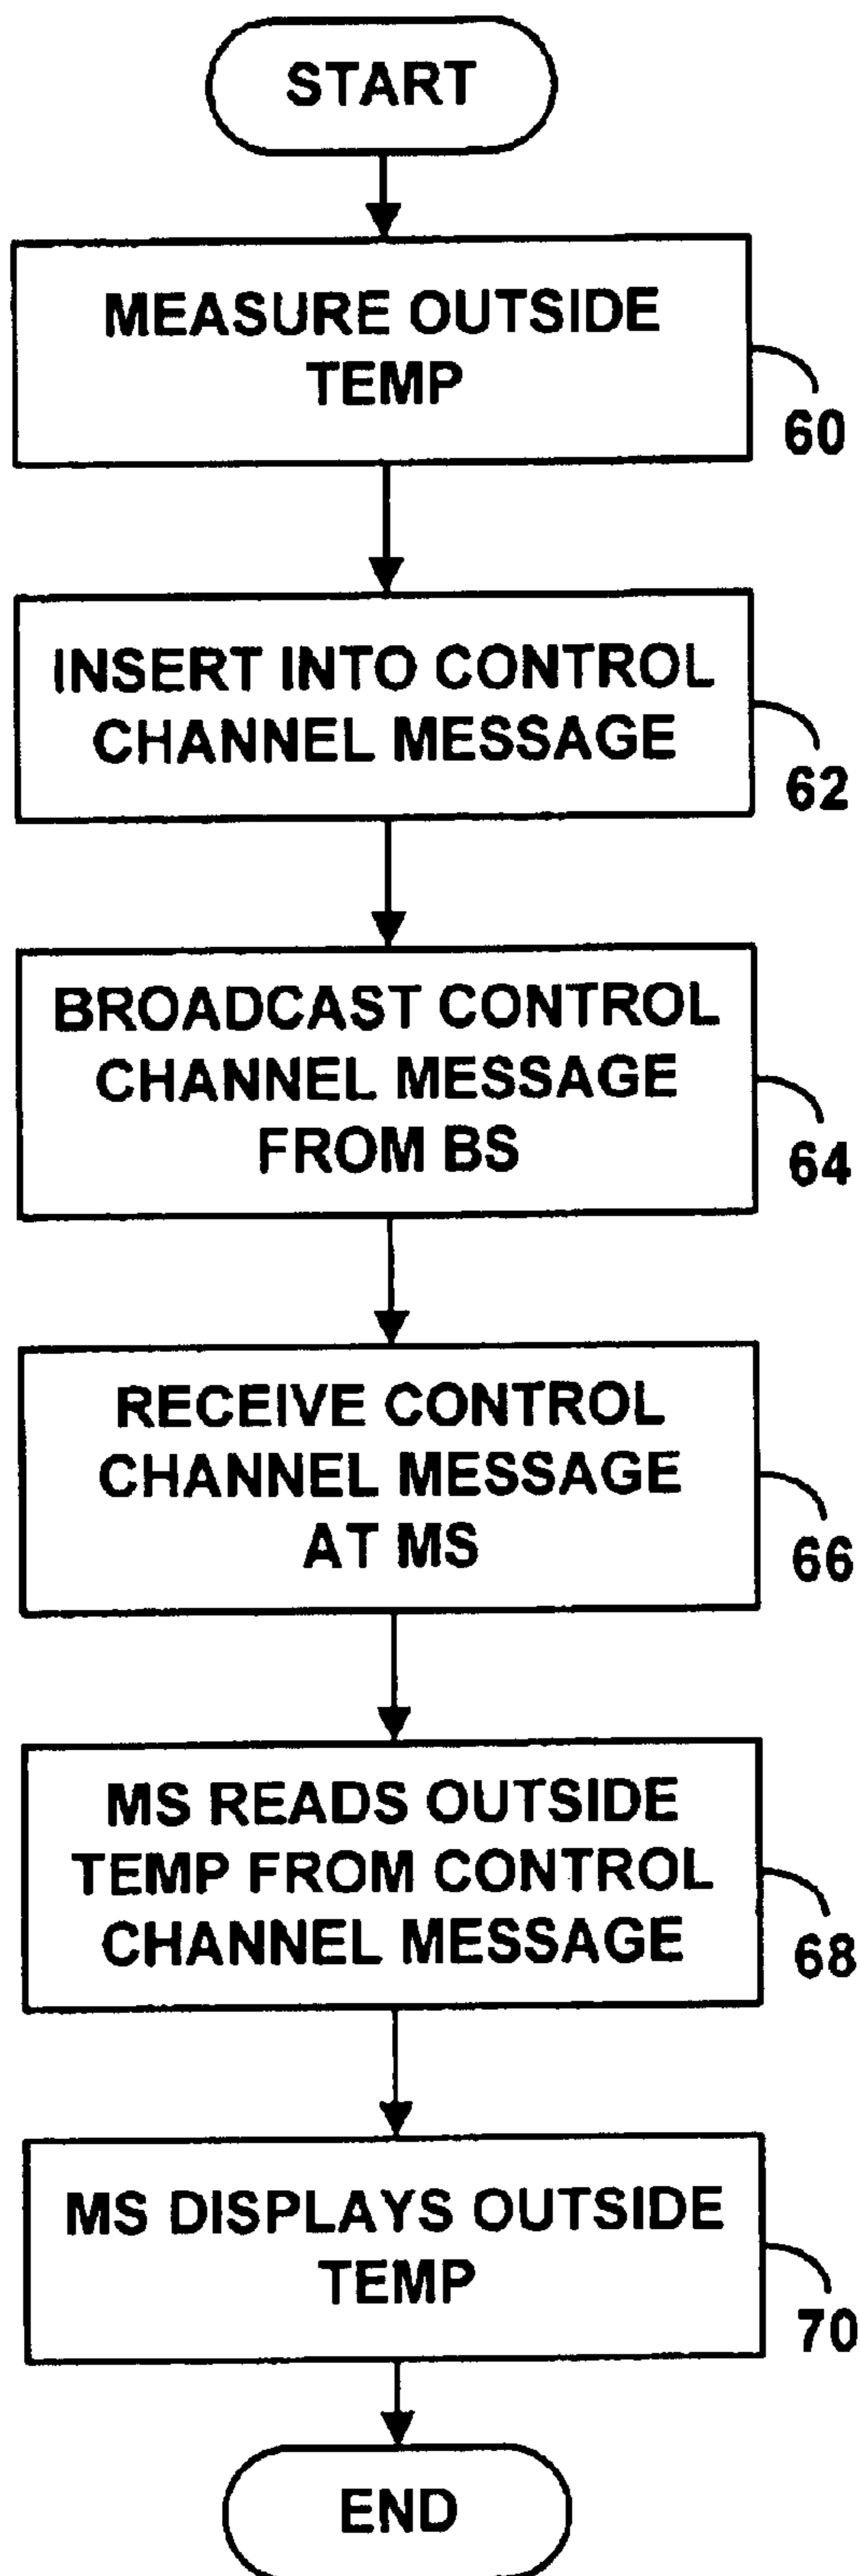 START
MEASURE OUTSIDE
TEMP
60
INSERT INTO CONTROL
CHANNEL MESSAGE
62
BROADCAST CONTROL
CHANNEL MESSAGE
FROM BS
64
RECEIVE CONTROL
CHANNEL MESSAGE
AT MS
66
MS READS OUTSIDE
TEMP FROM CONTROL
CHANNEL MESSAGE
68
MS DISPLAYS OUTSIDE
TEMP
70
END